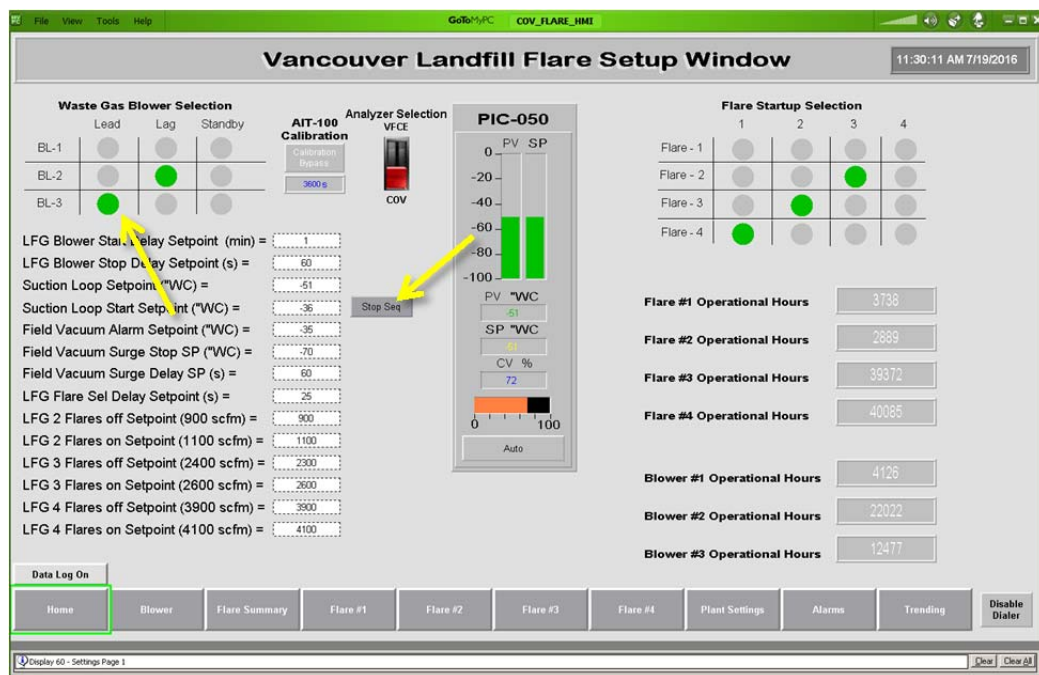 File View Tools Help
GoToMyPC COV_FLARE_HMI
Vancouver Landfill Flare Setup Window
11:30:11 AM 7/19/2016
Waste Gas Blower Selection
Lead Lag Standby
BL-1
BL-2
BL-3
AIT-100
Calibration
Calibration
Bypass
3600 s
Analyzer Selection
VFCE
COV
PIC-050
PV SP
0
-20
-40
-60
-80
-100
PV "WC
-51
SP "WC
-51
CV %
72
0 100
Auto
Flare Startup Selection
1 2 3 4
Flare - 1
Flare - 2
Flare - 3
Flare - 4
LFG Blower Start Delay Setpoint (min) = 1
LFG Blower Stop Delay Setpoint (s) = 60
Suction Loop Setpoint ("WC) = -51
Suction Loop Start Setpoint ("WC) = -36
Stop Seq
Field Vacuum Alarm Setpoint ("WC) = -35
Field Vacuum Surge Stop SP ("WC) = -70
Field Vacuum Surge Delay SP (s) = 60
LFG Flare Sel Delay Setpoint (s) = 25
LFG 2 Flares off Setpoint (900 scfm) = 900
LFG 2 Flares on Setpoint (1100 scfm) = 1100
LFG 3 Flares off Setpoint (2400 scfm) = 2300
LFG 3 Flares on Setpoint (2600 scfm) = 2600
LFG 4 Flares off Setpoint (3900 scfm) = 3900
LFG 4 Flares on Setpoint (4100 scfm) = 4100
Flare #1 Operational Hours 3738
Flare #2 Operational Hours 2889
Flare #3 Operational Hours 39372
Flare #4 Operational Hours 40085
Blower #1 Operational Hours 4126
Blower #2 Operational Hours 22022
Blower #3 Operational Hours 12477
Data Log On
Home Blower Flare Summary Flare #1 Flare #2 Flare #3 Flare #4 Plant Settings Alarms Trending Disable
Dialer
Display 60 - Settings Page 1
Clear Clear All